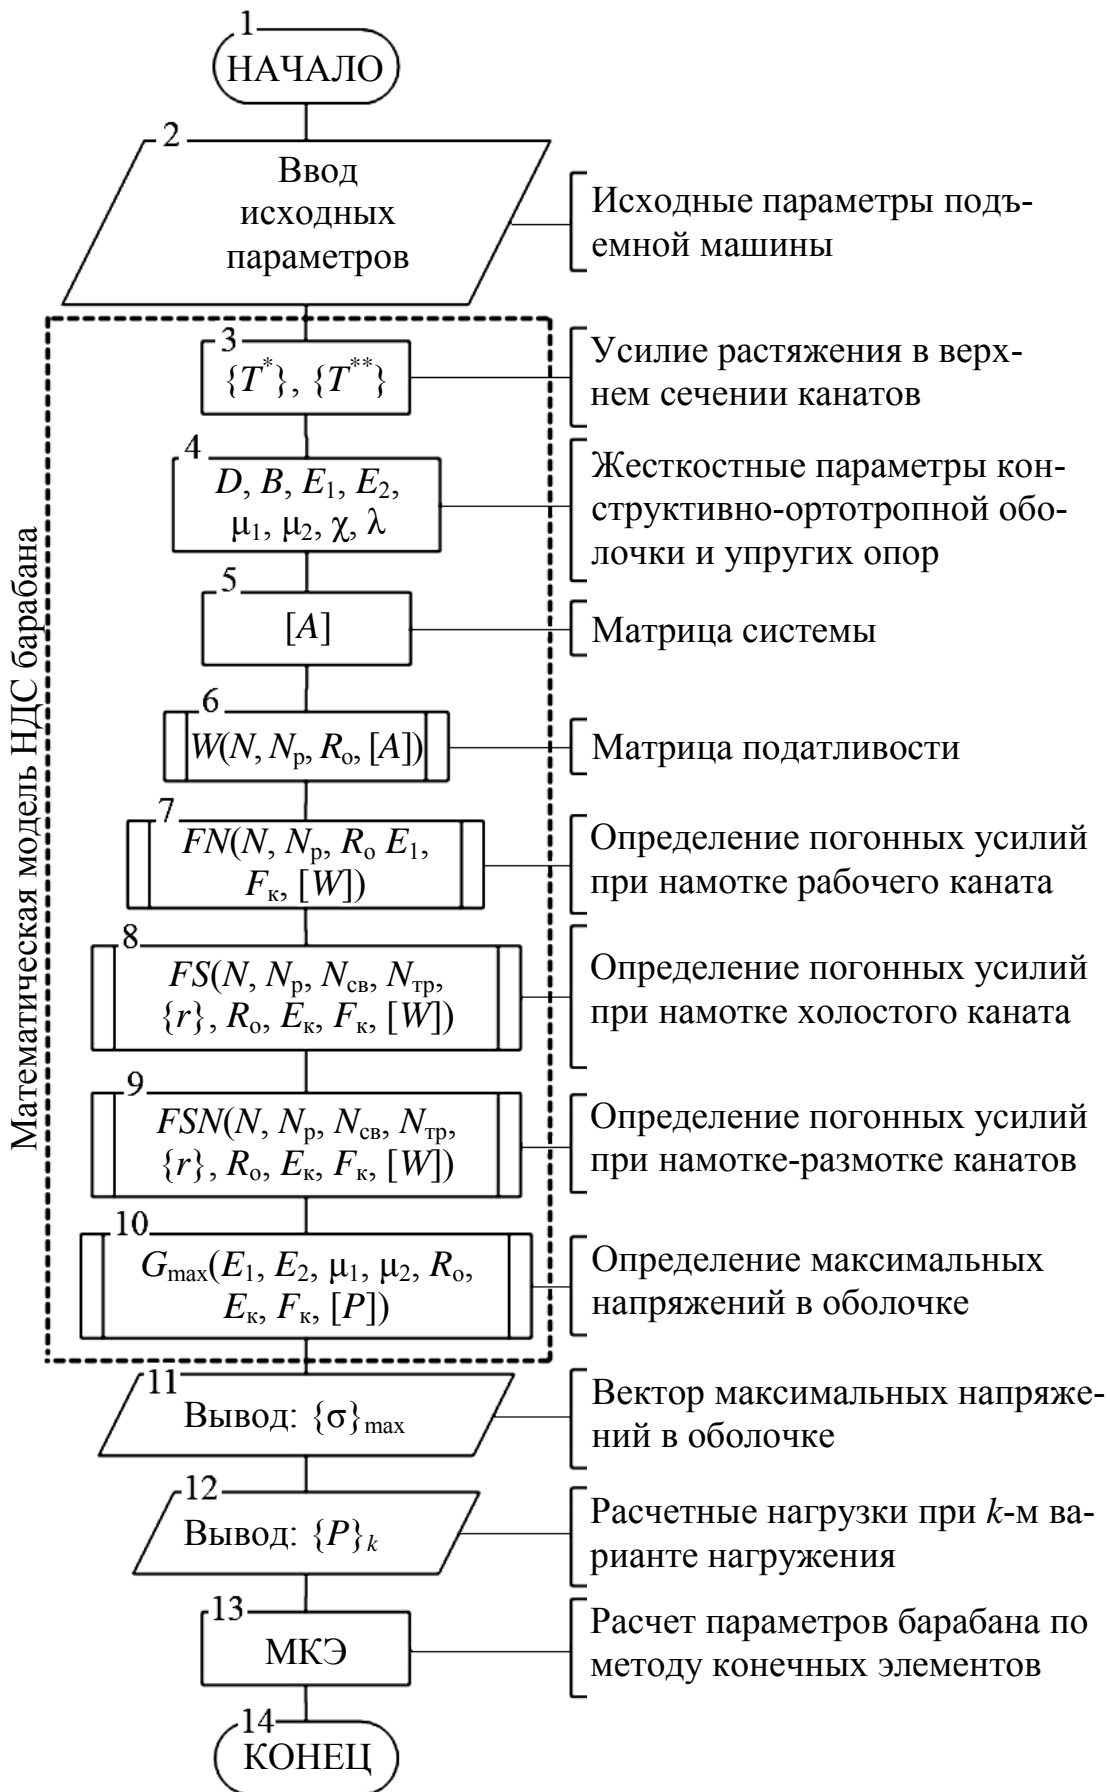 1
НАЧАЛО
2
Ввод
исходных
параметров
Исходные параметры подъ-
емной машины
Математическая модель НДС барабана
3
{T*}, {T**}
Усилие растяжения в верх-
нем сечении канатов
4
D, B, E₁, E₂,
μ₁, μ₂, χ, λ
Жесткостные параметры кон-
структивно-ортотропной обо-
лочки и упругих опор
5
[A]
Матрица системы
6
W(N, Nр, Rо, [A])
Матрица податливости
7
FN(N, Nр, Rо E₁,
Fк, [W])
Определение погонных усилий
при намотке рабочего каната
8
FS(N, Nр, Nсв, Nтр,
{r}, Rо, Eк, Fк, [W])
Определение погонных усилий
при намотке холостого каната
9
FSN(N, Nр, Nсв, Nтр,
{r}, Rо, Eк, Fк, [W])
Определение погонных усилий
при намотке-размотке канатов
10
Gmax(E₁, E₂, μ₁, μ₂, Rо,
Eк, Fк, [P])
Определение максимальных
напряжений в оболочке
11
Вывод: {σ}max
Вектор максимальных напряже-
ний в оболочке
12
Вывод: {P}k
Расчетные нагрузки при k-м ва-
рианте нагружения
13
МКЭ
Расчет параметров барабана по
методу конечных элементов
14
КОНЕЦ